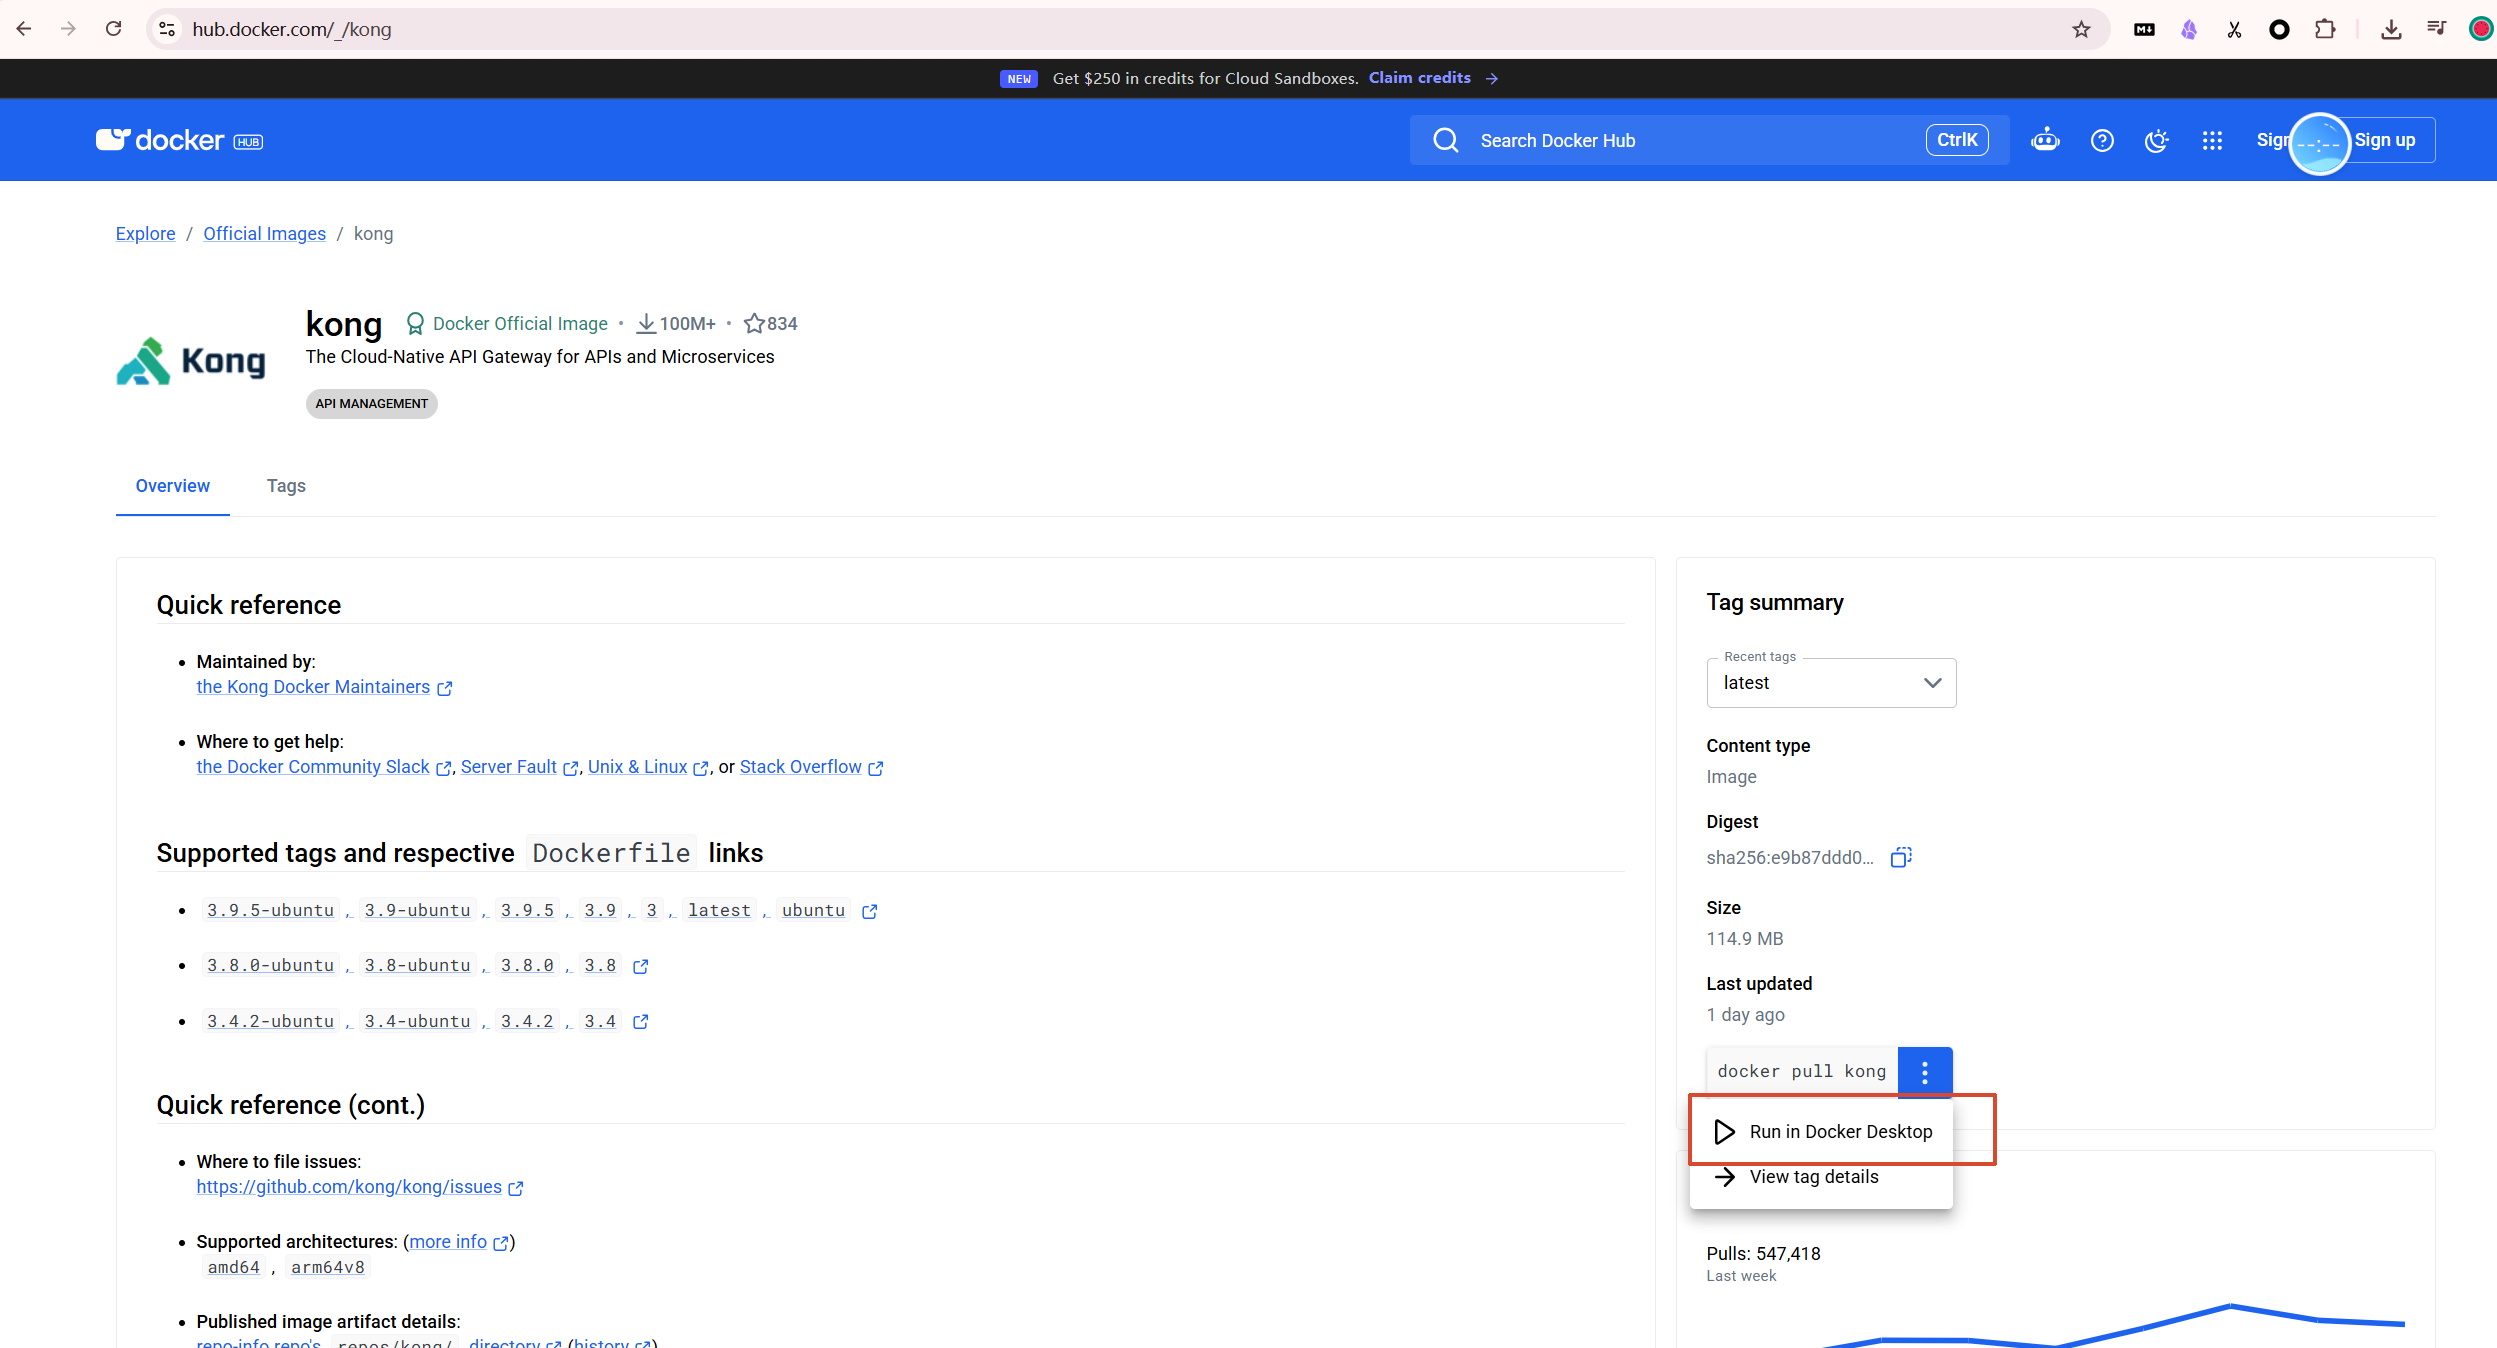 hub.docker.com/_/kong
NEW Get $250 in credits for Cloud Sandboxes. Claim credits →
docker HUB
Search Docker Hub CtrlK
Sign up
Explore / Official Images / kong
Kong
kong Docker Official Image • 100M+ • 834
The Cloud-Native API Gateway for APIs and Microservices
API MANAGEMENT
Overview Tags
Quick reference
• Maintained by:
the Kong Docker Maintainers
• Where to get help:
the Docker Community Slack, Server Fault, Unix & Linux, or Stack Overflow
Supported tags and respective Dockerfile links
• 3.9.5-ubuntu, 3.9-ubuntu, 3.9.5, 3.9, 3, latest, ubuntu
• 3.8.0-ubuntu, 3.8-ubuntu, 3.8.0, 3.8
• 3.4.2-ubuntu, 3.4-ubuntu, 3.4.2, 3.4
Quick reference (cont.)
• Where to file issues:
https://github.com/kong/kong/issues
• Supported architectures: (more info)
amd64, arm64v8
• Published image artifact details:
repo-info repo's repos/kong/ directory (history)
Tag summary
Recent tags
latest
Content type
Image
Digest
sha256:e9b87ddd0...
Size
114.9 MB
Last updated
1 day ago
docker pull kong
Run in Docker Desktop
View tag details
Pulls: 547,418
Last week